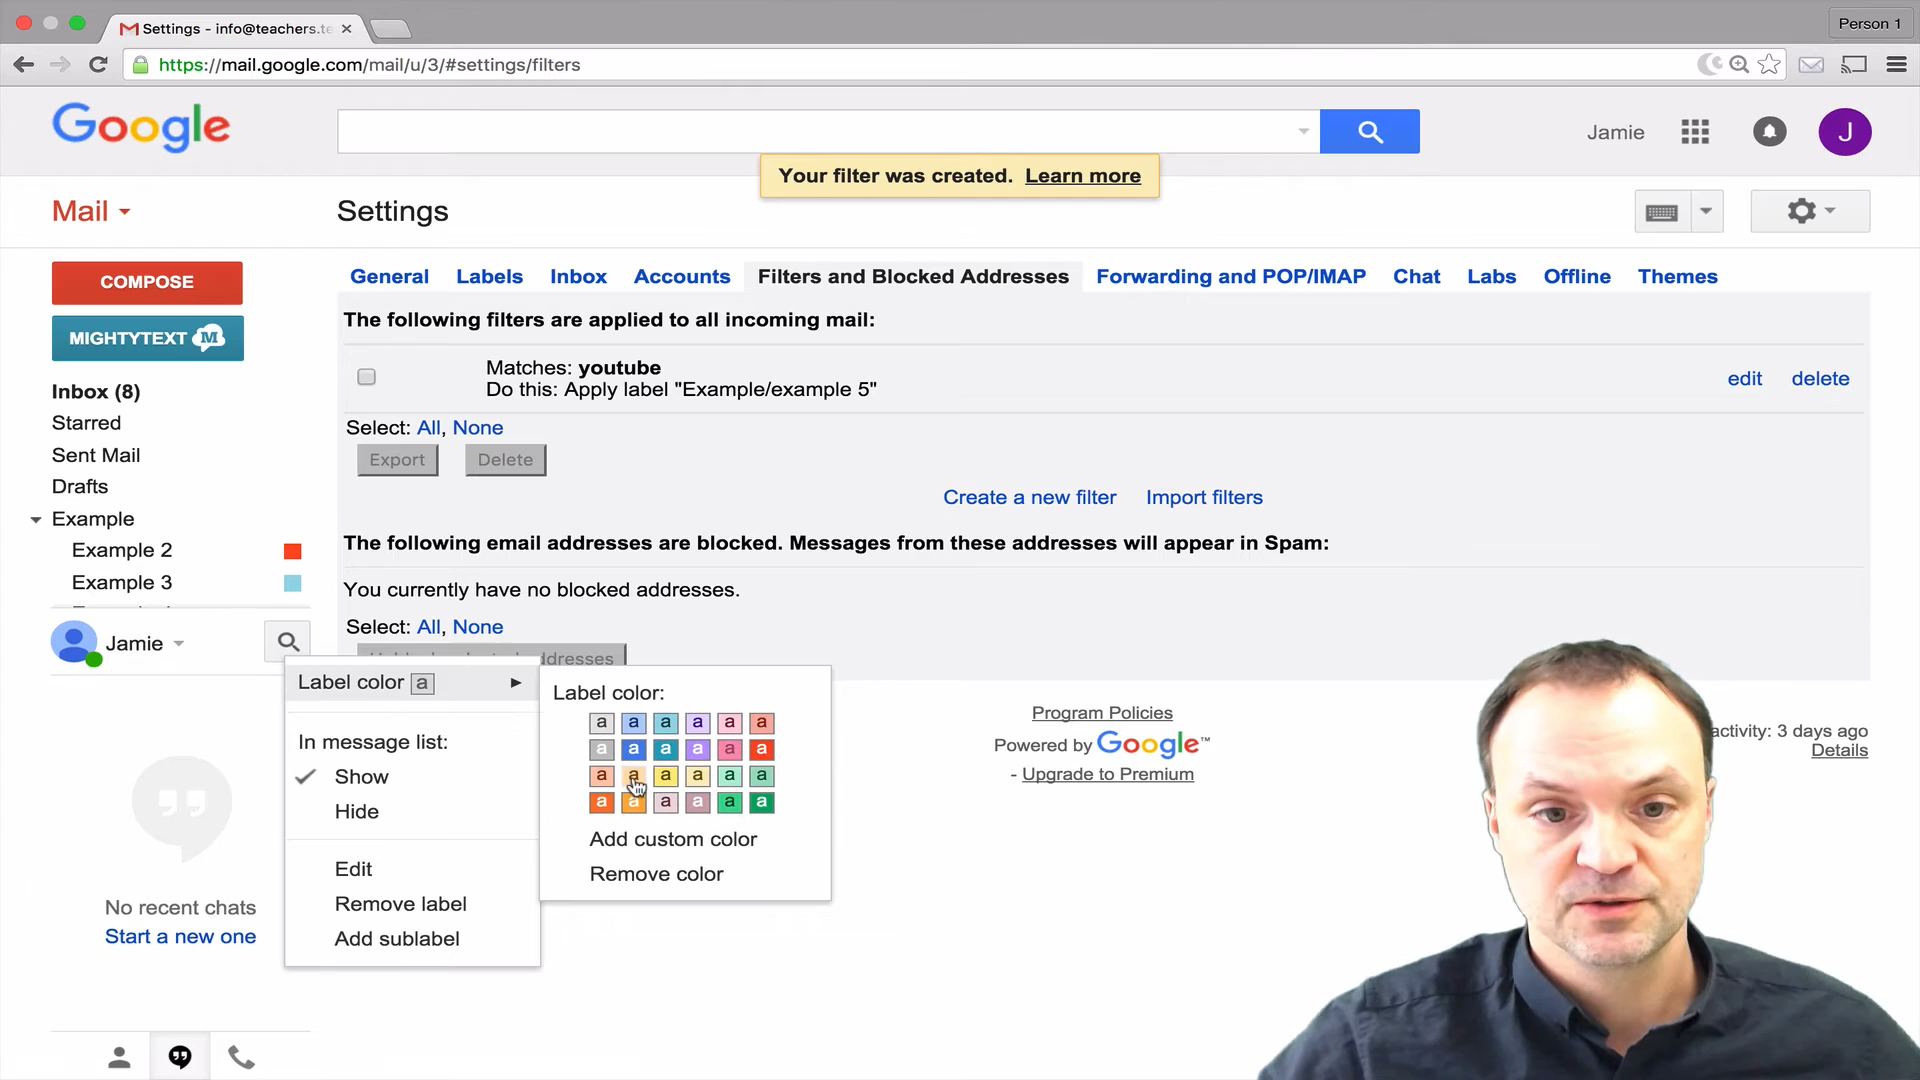 Settings - info@teachers.te
Person 1
https://mail.google.com/mail/u/3/#settings/filters
Google
Jamie
J
Your filter was created. Learn more
Mail
Settings
COMPOSE
MIGHTYTEXT M
General Labels Inbox Accounts Filters and Blocked Addresses Forwarding and POP/IMAP Chat Labs Offline Themes
The following filters are applied to all incoming mail:
Matches: youtube
Do this: Apply label "Example/example 5"
edit delete
Select: All, None
Export Delete
Create a new filter Import filters
The following email addresses are blocked. Messages from these addresses will appear in Spam:
You currently have no blocked addresses.
Select: All, None
Inbox (8)
Starred
Sent Mail
Drafts
Example
Example 2
Example 3
Jamie
Label color a
In message list:
Show
Hide
Edit
Remove label
Add sublabel
Label color:
a a a a a a
a a a a a a
a a a a a a
a a a a a a
Add custom color
Remove color
No recent chats
Start a new one
Program Policies
Powered by Google™
- Upgrade to Premium
activity: 3 days ago
Details